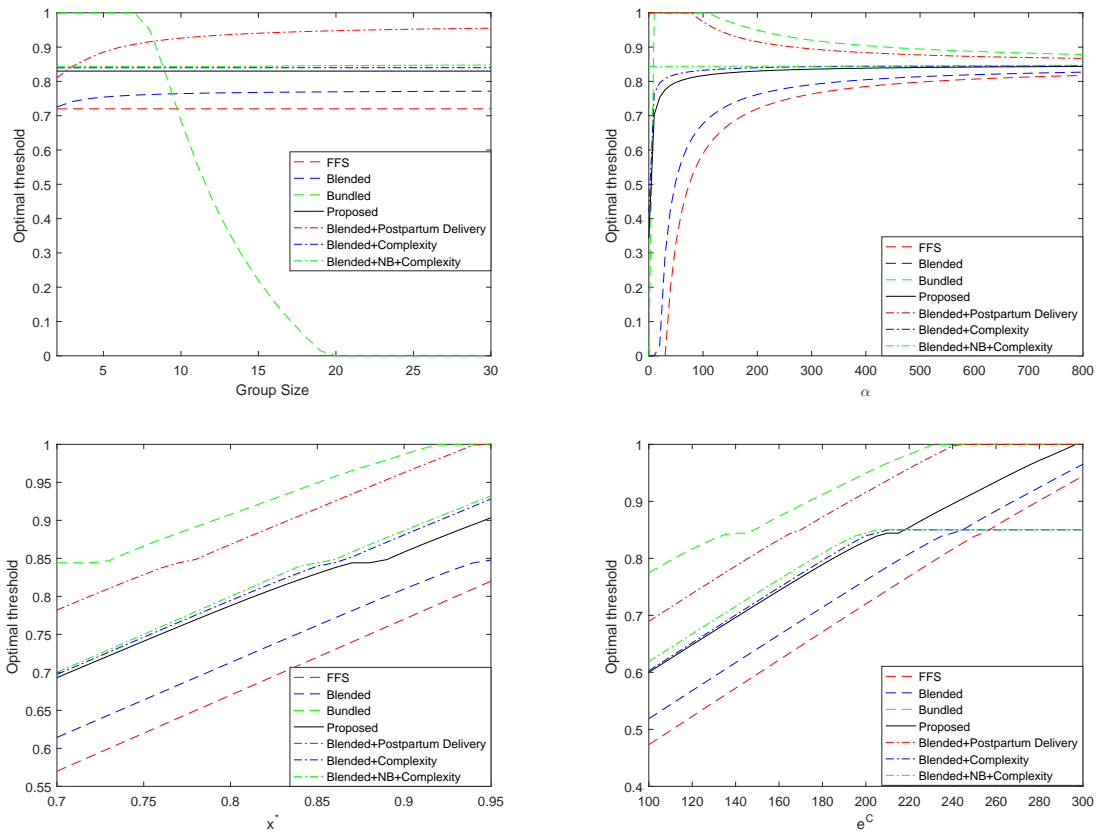 1
0.9
0.8
0.7
0.6
0.5
0.4
0.3
0.2
0.1
0
Optimal threshold
5 10 15 20 25 30
Group Size
FFS
Blended
Bundled
Proposed
Blended+Postpartum Delivery
Blended+Complexity
Blended+NB+Complexity
1
0.9
0.8
0.7
0.6
0.5
0.4
0.3
0.2
0.1
0
Optimal threshold
0 100 200 300 400 500 600 700 800
α
FFS
Blended
Bundled
Proposed
Blended+Postpartum Delivery
Blended+Complexity
Blended+NB+Complexity
1
0.95
0.9
0.85
0.8
0.75
0.7
0.65
0.6
0.55
Optimal threshold
0.7 0.75 0.8 0.85 0.9 0.95
x*
FFS
Blended
Bundled
Proposed
Blended+Postpartum Delivery
Blended+Complexity
Blended+NB+Complexity
1
0.9
0.8
0.7
0.6
0.5
0.4
Optimal threshold
100 120 140 160 180 200 220 240 260 280 300
e^C
FFS
Blended
Bundled
Proposed
Blended+Postpartum Delivery
Blended+Complexity
Blended+NB+Complexity